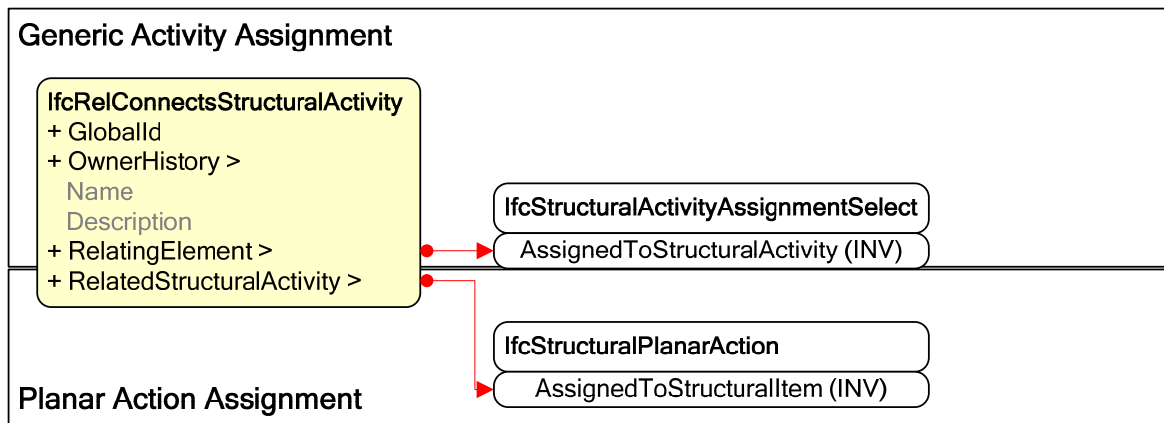 Generic Activity Assignment
IfcRelConnectsStructuralActivity
+ GlobalId
+ OwnerHistory >
Name
Description
+ RelatingElement >
+ RelatedStructuralActivity >
IfcStructuralActivityAssignmentSelect
AssignedToStructuralActivity (INV)
IfcStructuralPlanarAction
AssignedToStructuralItem (INV)
Planar Action Assignment